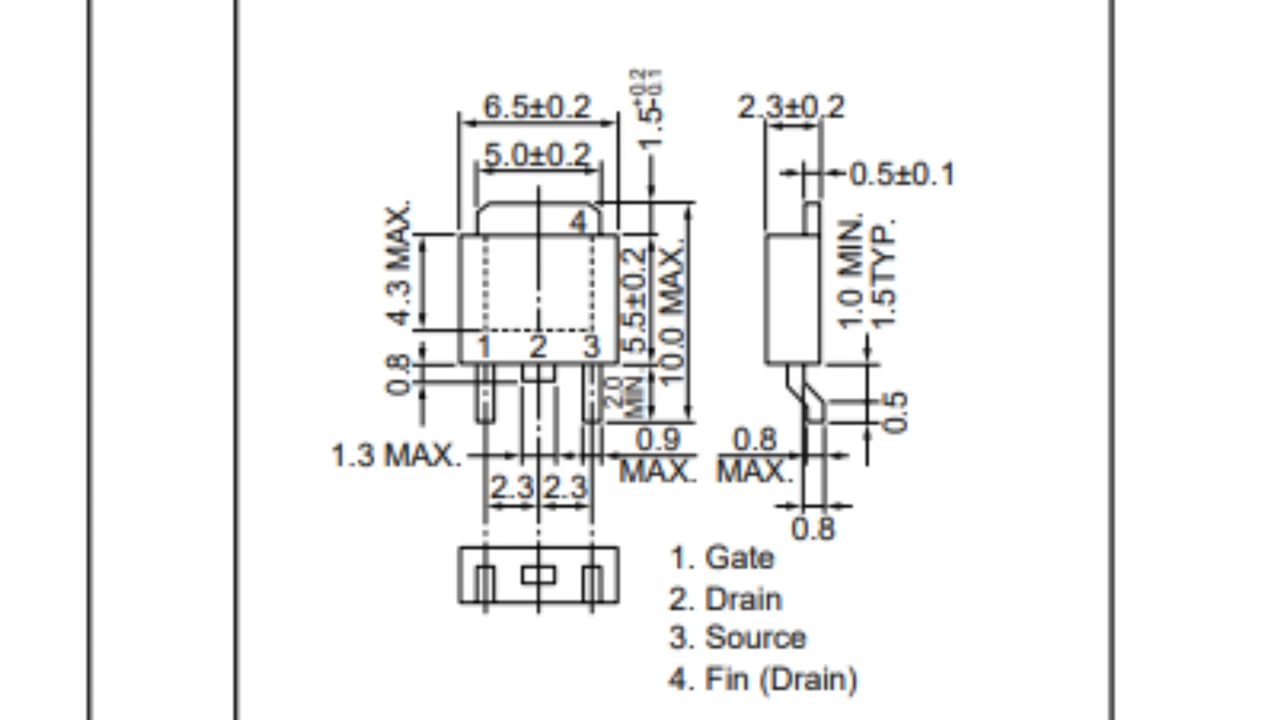 6.5±0.2
5.0±0.2
1.5+0.2-0.1
2.3±0.2
0.5±0.1
4
4.3 MAX.
5.5±0.2
10.0 MAX.
1.0 MIN.
1.5TYP.
1 2 3
0.8
2.0
MIN.
0.5
1.3 MAX.
0.9
MAX.
0.8
MAX.
2.3 2.3
0.8
1. Gate
2. Drain
3. Source
4. Fin (Drain)